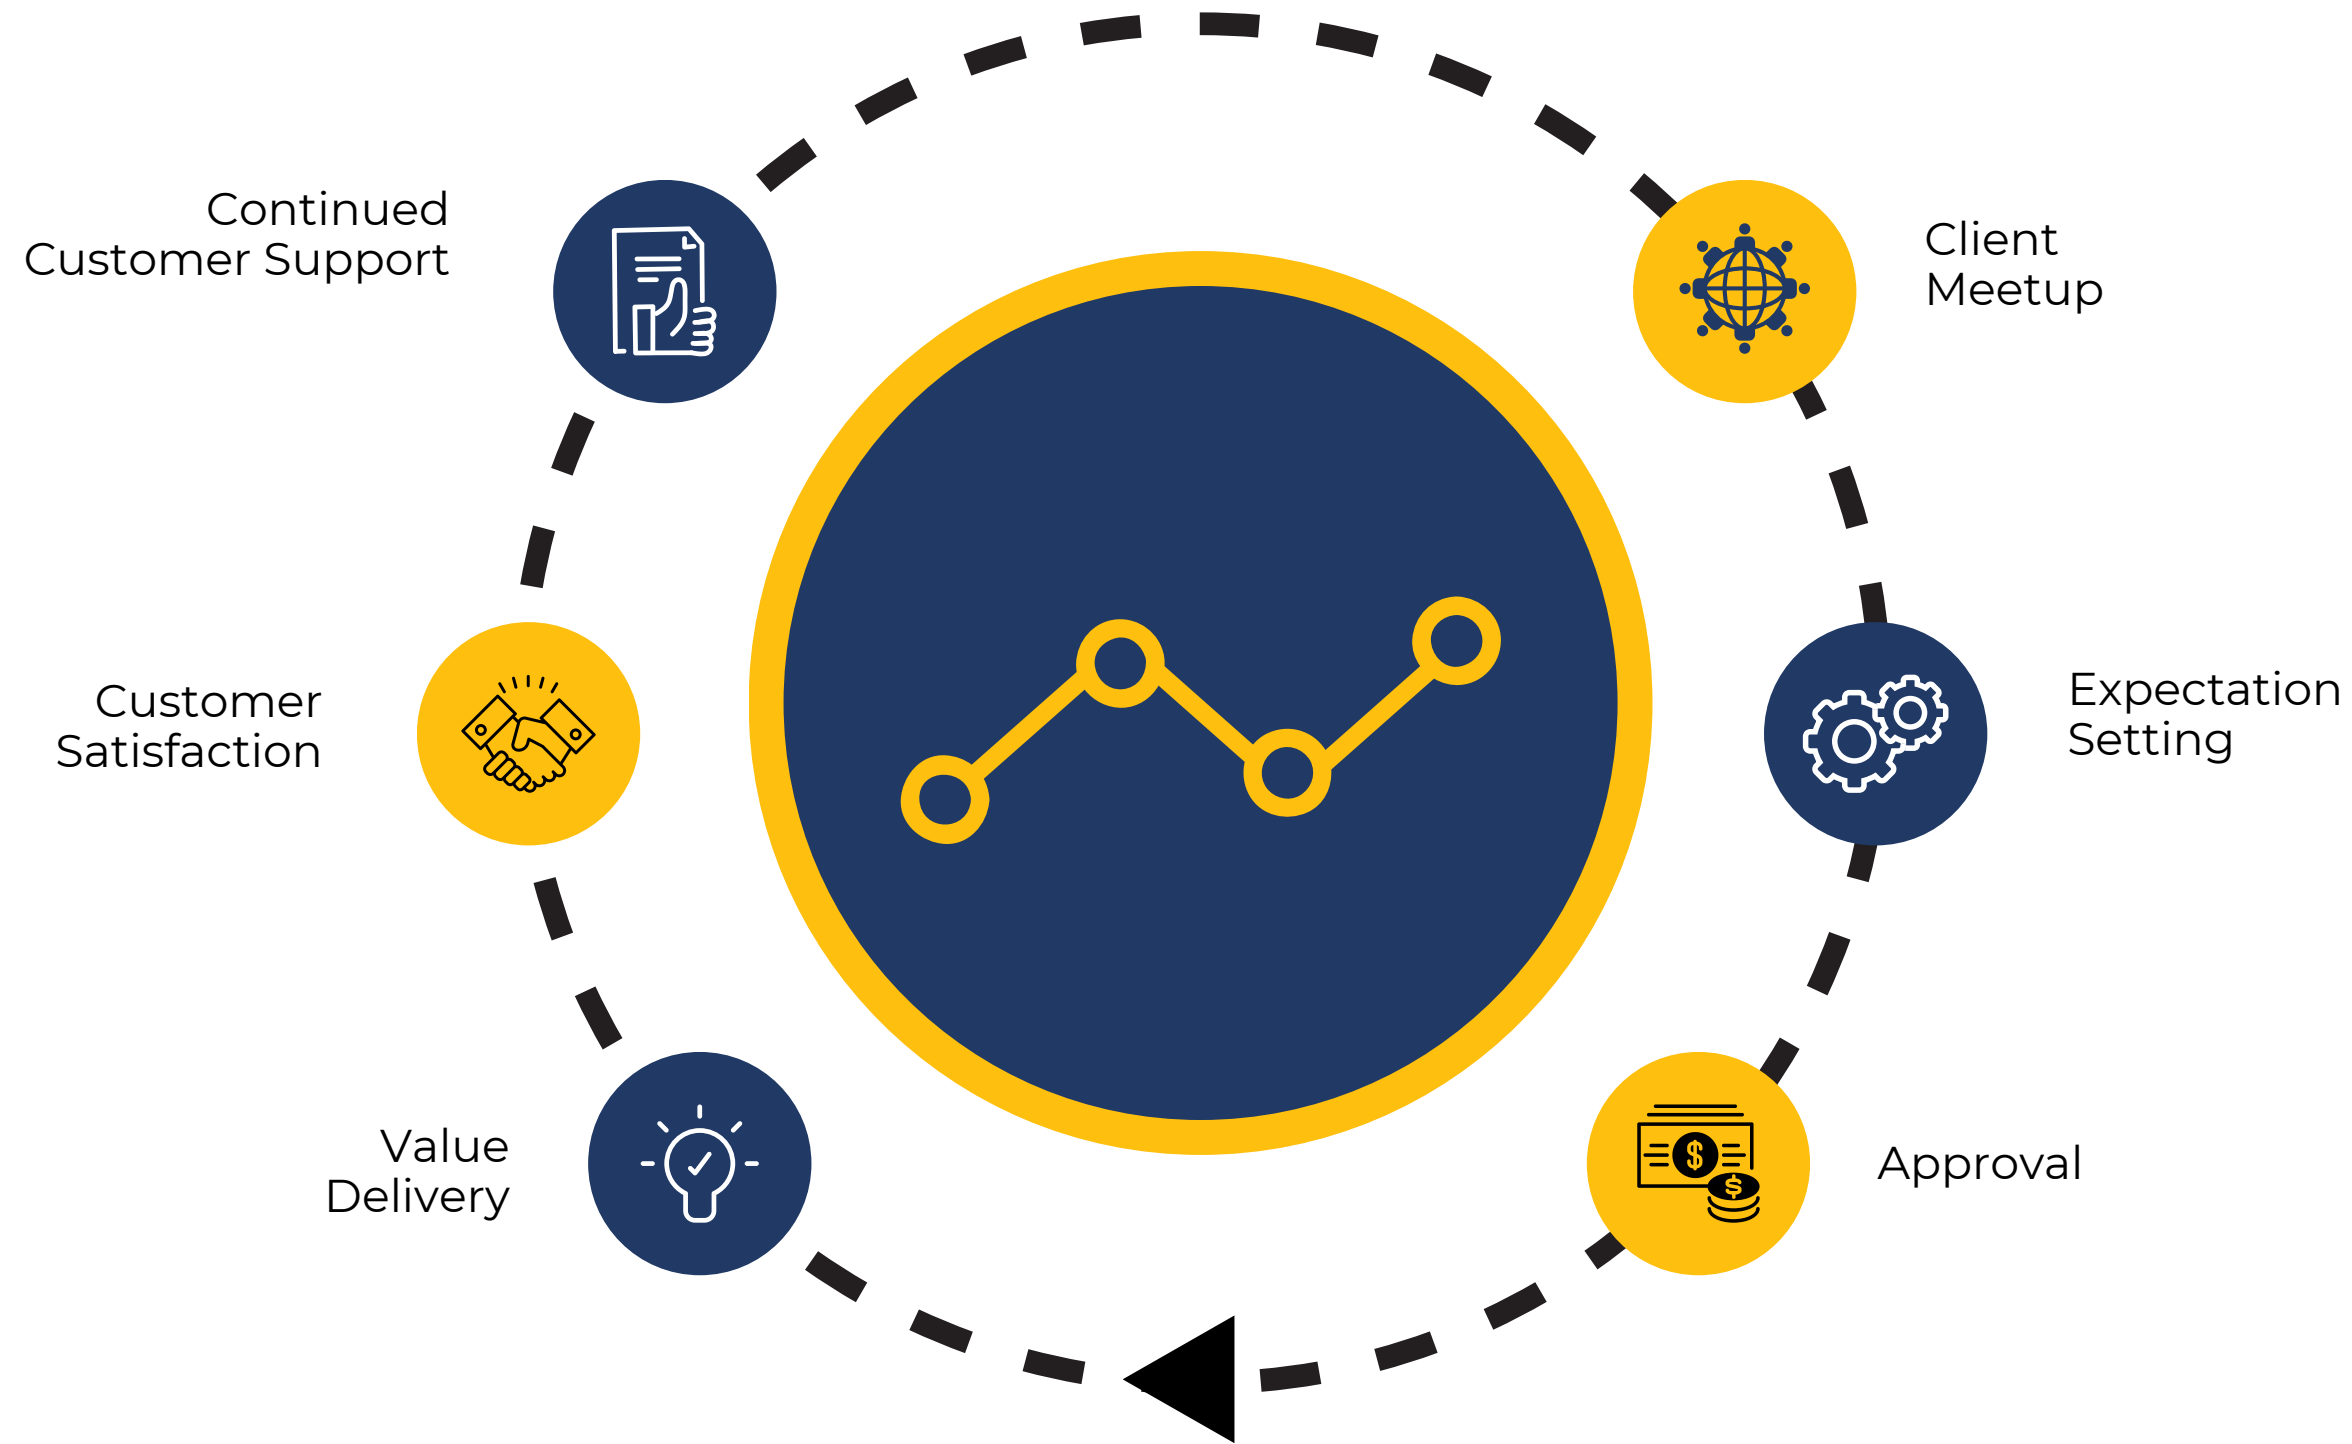 Continued
Customer Support
Client
Meetup
Customer
Satisfaction
Expectation
Setting
Value
Delivery
Approval
$
$